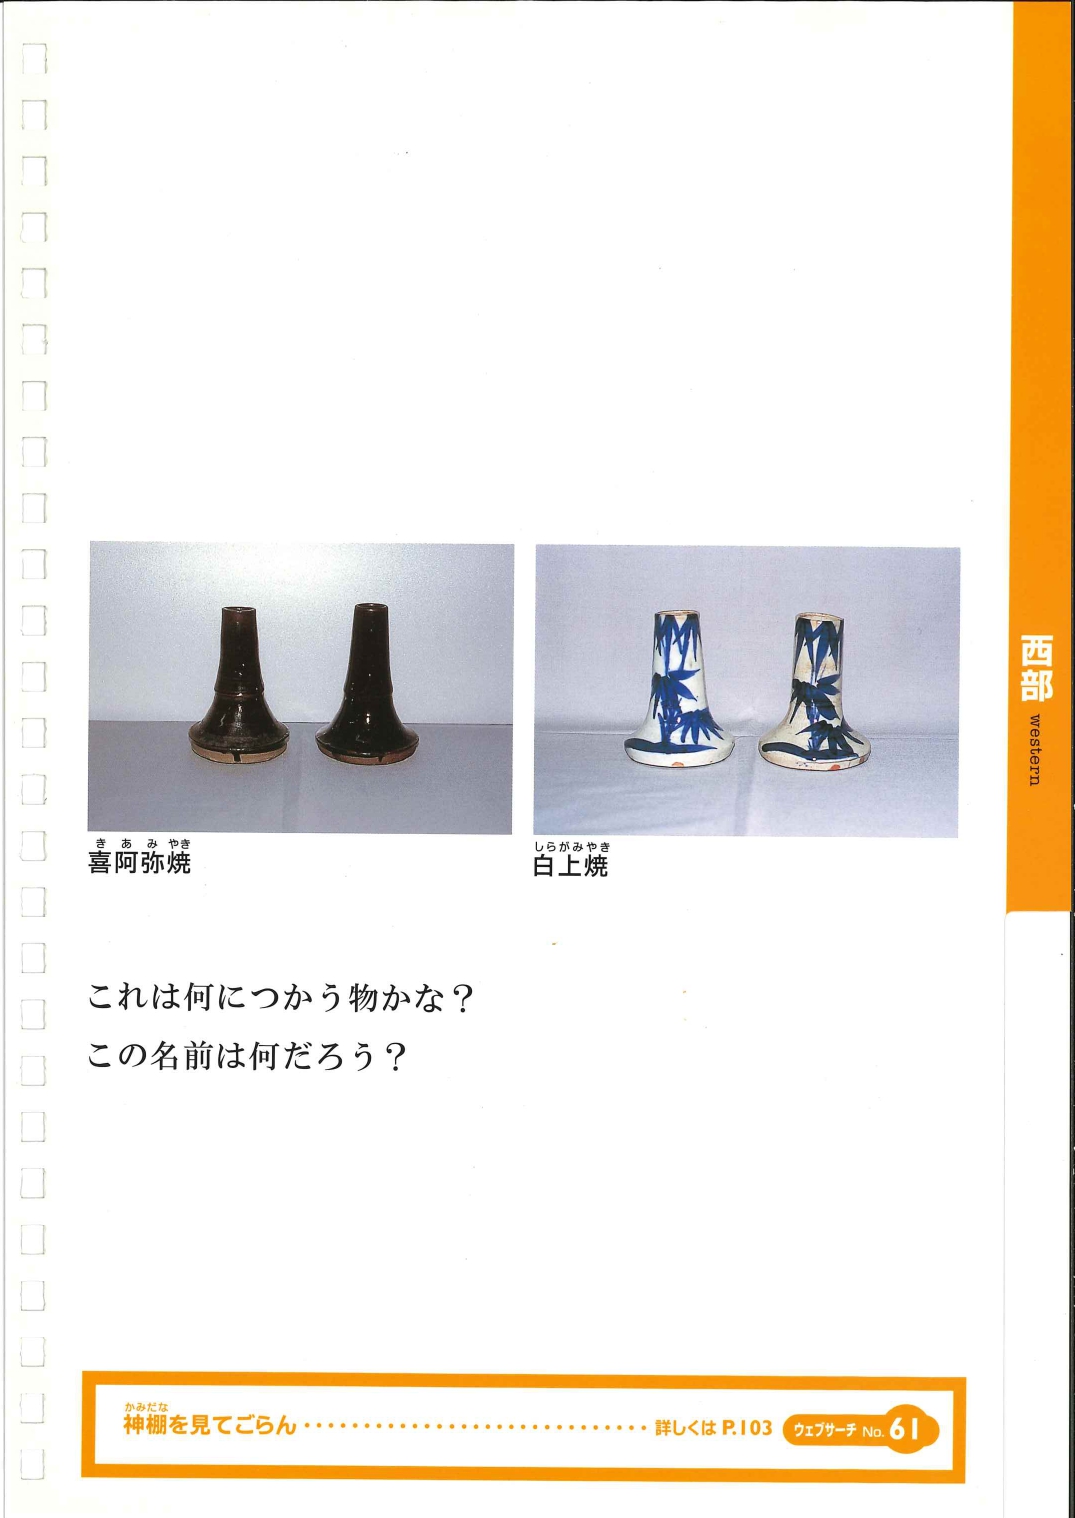 西部
western
きあみやき
喜阿弥焼
しらがみやき
白上焼
これは何につかう物かな？
この名前は何だろう？
かみだな
神棚を見てごらん・・・・・・・・・・・・・・・・・・・・・・・・・・・・・詳しくは P.103 ウェブサーチ No.61